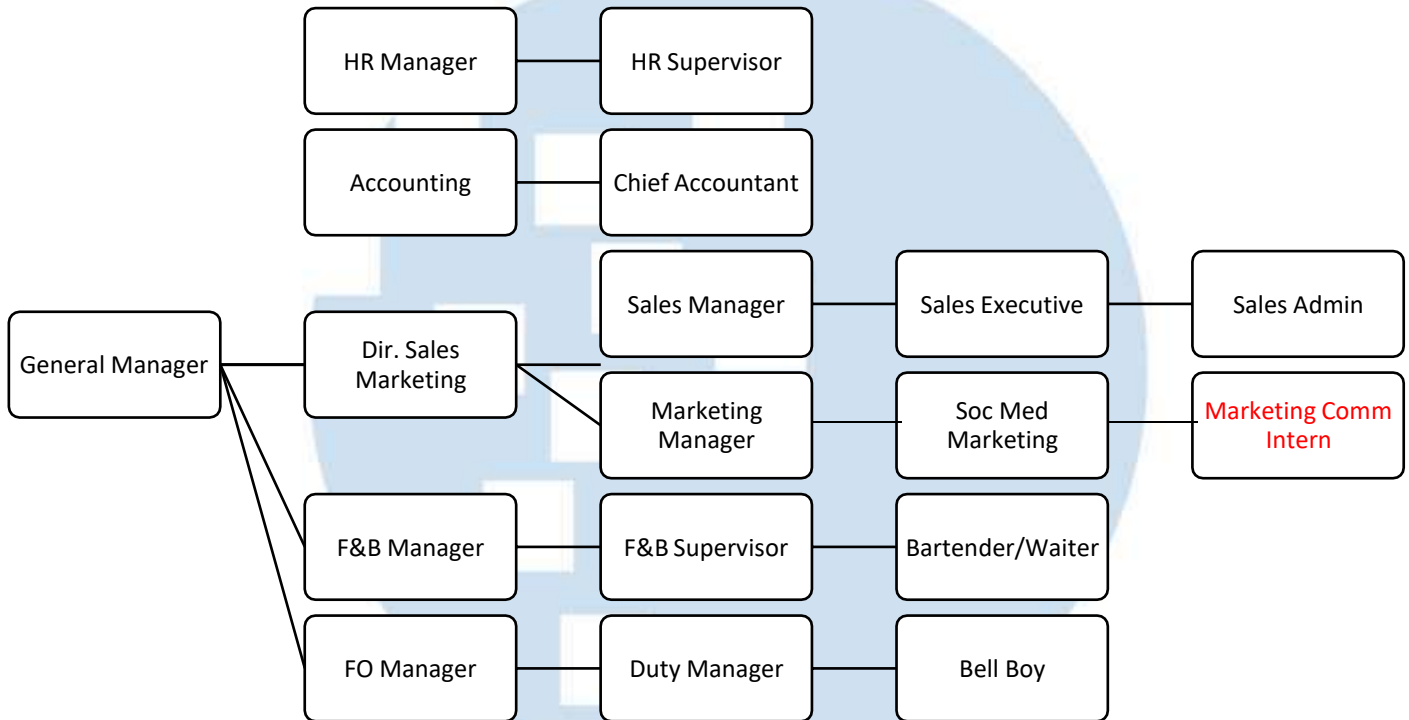 HR Manager
HR Supervisor
Accounting
Chief Accountant
Sales Manager
Sales Executive
Sales Admin
General Manager
Dir. Sales
Marketing
Marketing
Manager
Soc Med
Marketing
Marketing Comm
Intern
F&B Manager
F&B Supervisor
Bartender/Waiter
FO Manager
Duty Manager
Bell Boy